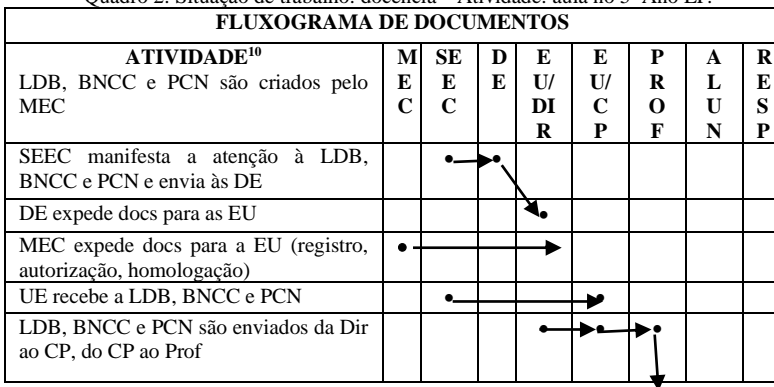 Quadro 2: Situação de trabalho: docência – Atividade: aula no 5º Ano EF.
FLUXOGRAMA DE DOCUMENTOS
ATIVIDADE10
LDB, BNCC e PCN são criados pelo
MEC
M
E
C
SE
E
C
D
E
E
U/
DI
R
E
U/
C
P
P
R
O
F
A
L
U
N
R
E
S
P
SEEC manifesta a atenção à LDB,
BNCC e PCN e envia às DE
DE expede docs para as EU
MEC expede docs para a EU (registro,
autorização, homologação)
UE recebe a LDB, BNCC e PCN
LDB, BNCC e PCN são enviados da Dir
ao CP, do CP ao Prof